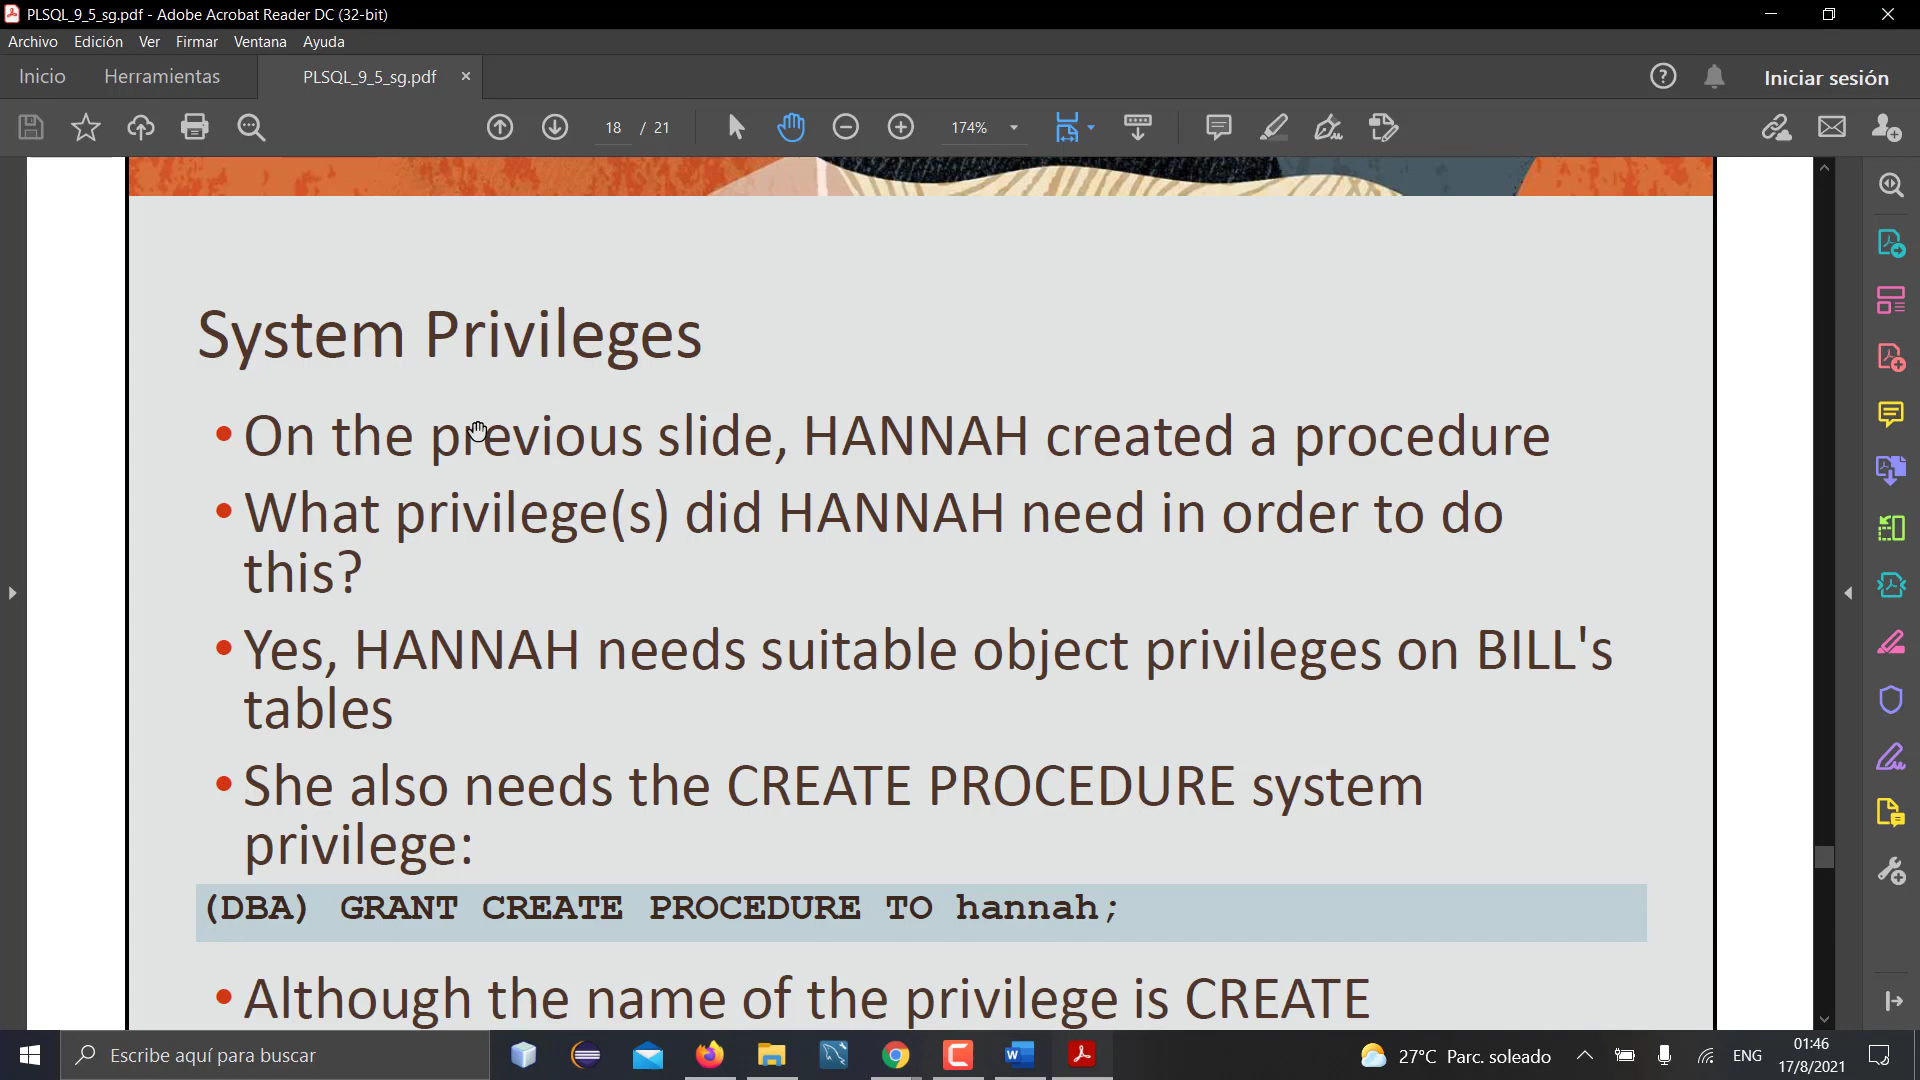 PLSQL_9_5_sg.pdf - Adobe Acrobat Reader DC (32-bit)
Archivo Edición Ver Firmar Ventana Ayuda
Inicio Herramientas PLSQL_9_5_sg.pdf Iniciar sesión
18 / 21 174%
System Privileges
• On the previous slide, HANNAH created a procedure
• What privilege(s) did HANNAH need in order to do
this?
• Yes, HANNAH needs suitable object privileges on BILL's
tables
• She also needs the CREATE PROCEDURE system
privilege:
(DBA) GRANT CREATE PROCEDURE TO hannah;
• Although the name of the privilege is CREATE
Escribe aquí para buscar
27°C Parc. soleado ENG
01:46
17/8/2021